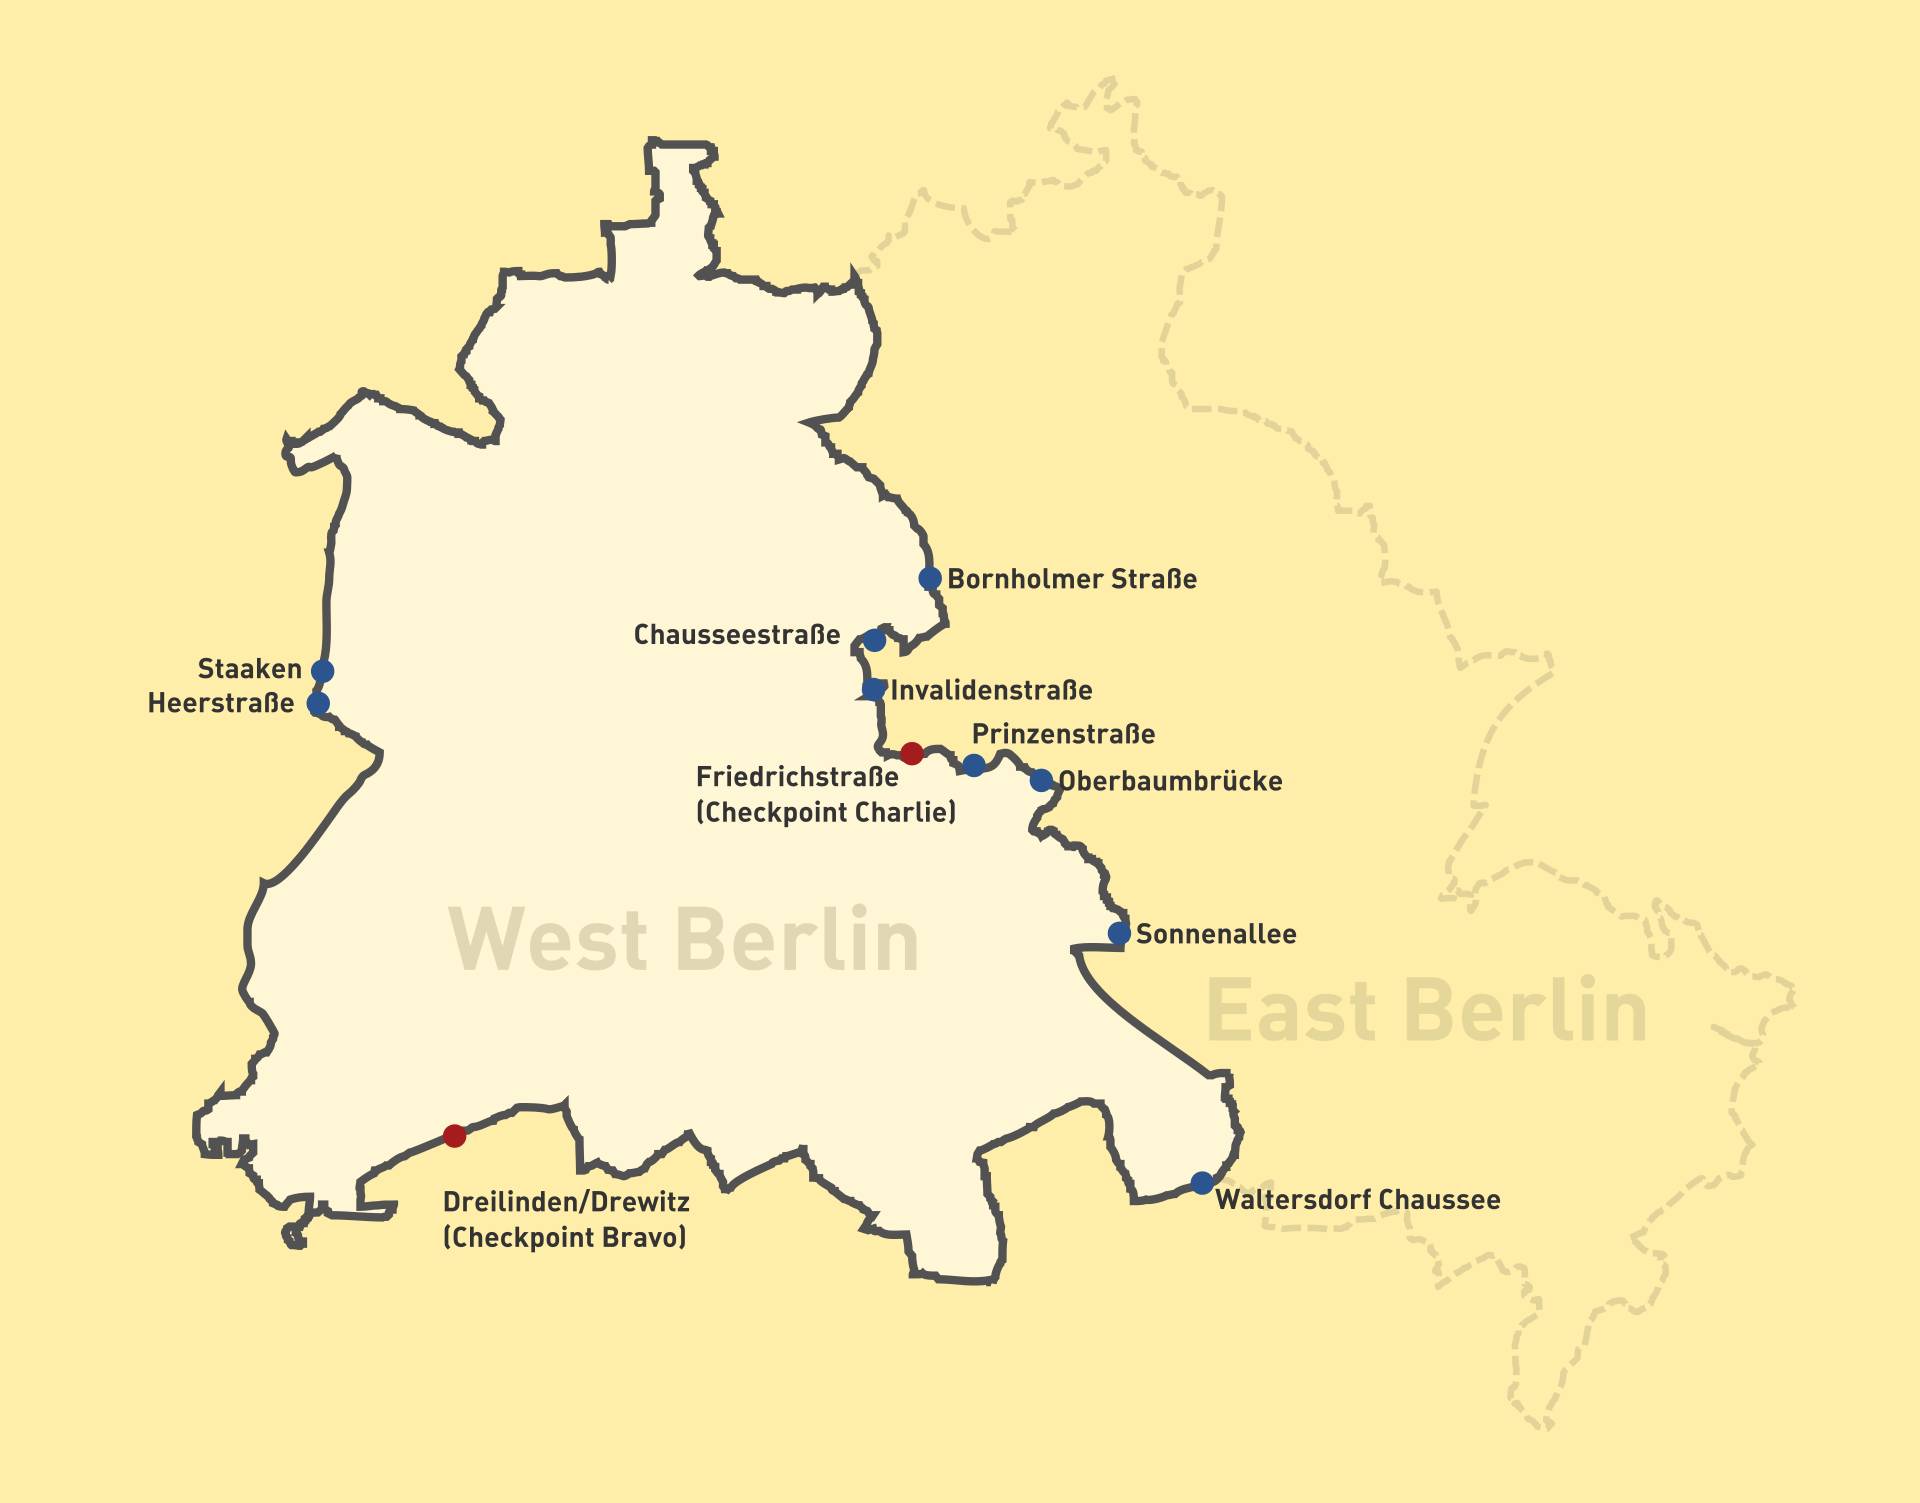 Bornholmer Straße
Chausseestraße
Staaken
Heerstraße
Invalidenstraße
Prinzenstraße
Friedrichstraße
(Checkpoint Charlie)
Oberbaumbrücke
West Berlin
Sonnenallee
East Berlin
Dreilinden/Drewitz
(Checkpoint Bravo)
Waltersdorf Chaussee